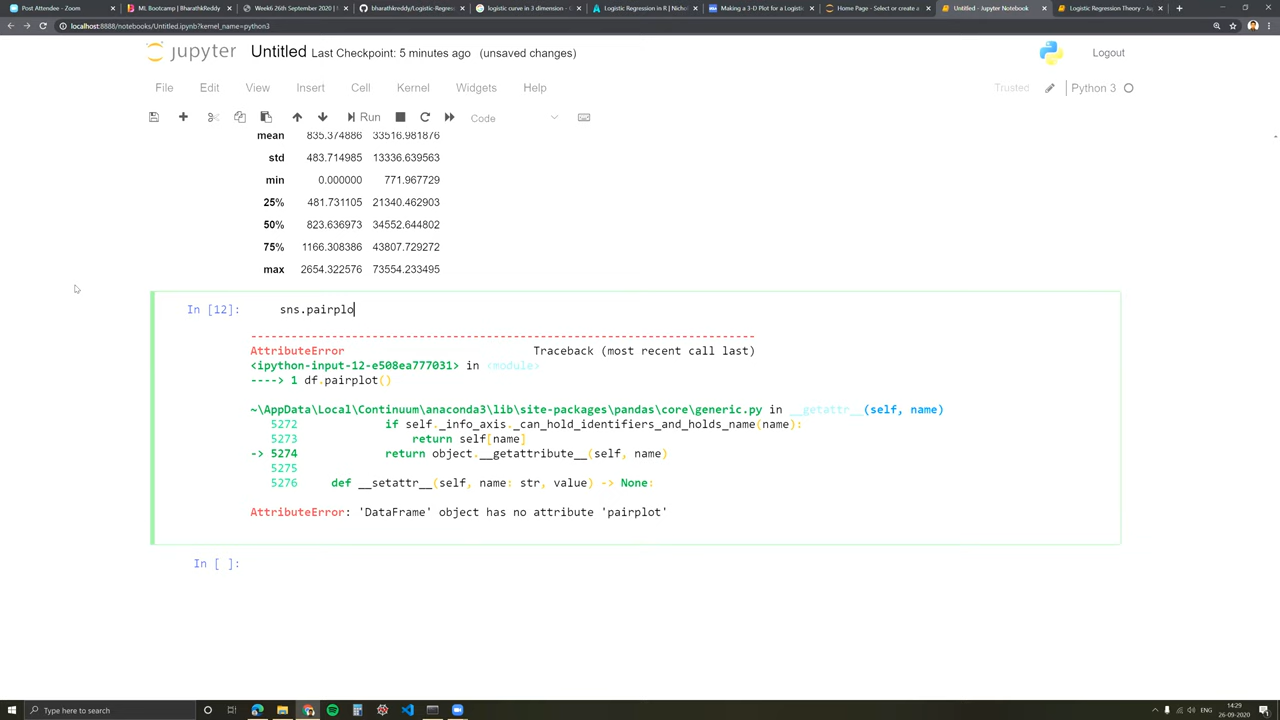 Post Attendee - Zoom
ML Bootcamp | BharathKReddy
Week6 26th September 2020 |
bharathkreddy/Logistic-Regres
logistic curve in 3 dimension -
Logistic Regression in R | Nichol
Making a 3-D Plot for a Logistic
Home Page - Select or create a
Untitled - Jupyter Notebook
Logistic Regression Theory - Ju
localhost:8888/notebooks/Untitled.ipynb?kernel_name=python3
jupyter Untitled Last Checkpoint: 5 minutes ago (unsaved changes) Logout
File Edit View Insert Cell Kernel Widgets Help Trusted Python 3
Run Code
mean 835.374886 33516.981876
std 483.714985 13336.639563
min 0.000000 771.967729
25% 481.731105 21340.462903
50% 823.636973 34552.644802
75% 1166.308386 43807.729272
max 2654.322576 73554.233495
In [12]: sns.pairplo
---------------------------------------------------------------------------
AttributeError Traceback (most recent call last)
<ipython-input-12-e508ea777031> in <module>
----> 1 df.pairplot()
~\AppData\Local\Continuum\anaconda3\lib\site-packages\pandas\core\generic.py in __getattr__(self, name)
5272 if self._info_axis._can_hold_identifiers_and_holds_name(name):
5273 return self[name]
-> 5274 return object.__getattribute__(self, name)
5275
5276 def __setattr__(self, name: str, value) -> None:
AttributeError: 'DataFrame' object has no attribute 'pairplot'
In [ ]:
Type here to search
ENG
14:29
26-09-2020